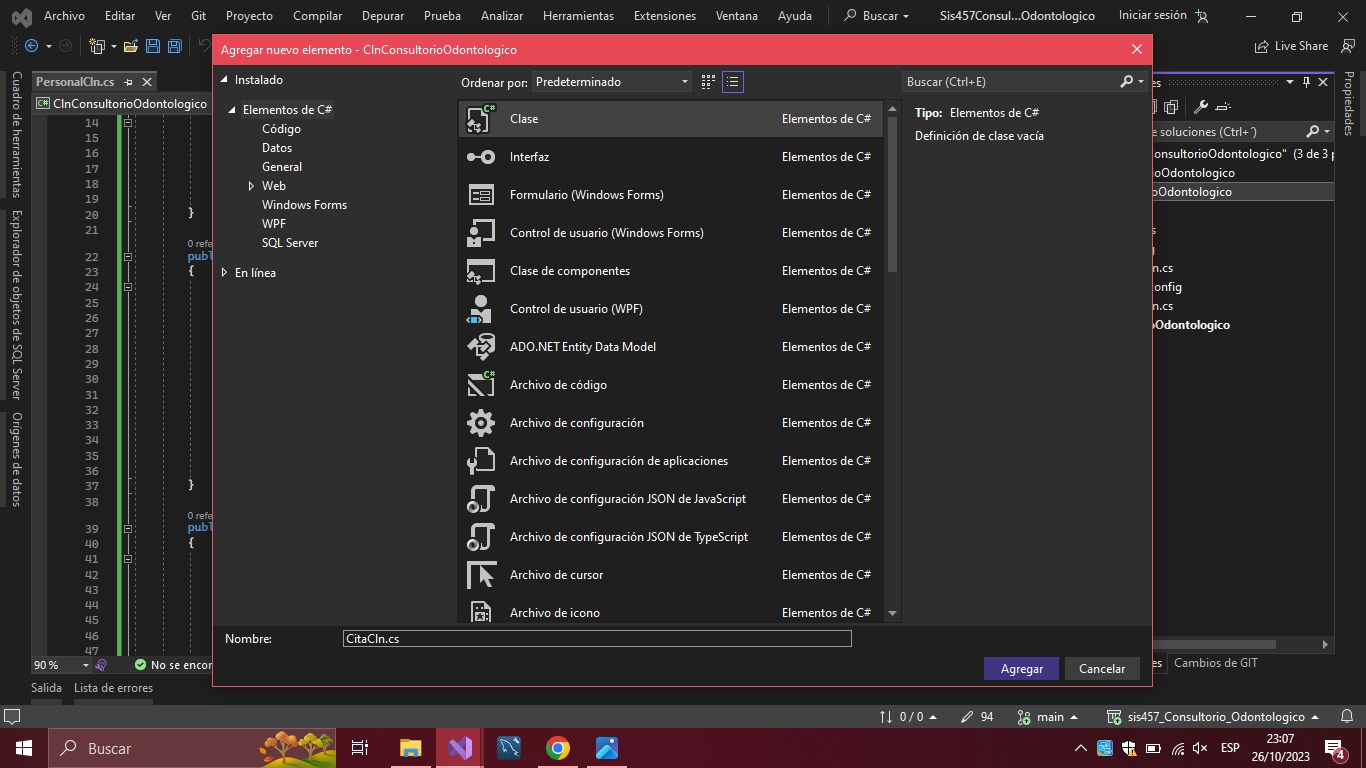 Archivo Editar Ver Git Proyecto Compilar Depurar Prueba Analizar Herramientas Extensiones Ventana Ayuda Buscar Sis457Consul...Odontologico Iniciar sesión
Live Share
Agregar nuevo elemento - ClnConsultorioOdontologico
PersonalCln.cs
C# ClnConsultorioOdontologico
Cuadro de herramientas
Explorador de objetos de SQL Server
Orígenes de datos
14
15
16
17
18
19
20 }
21
0 refe
22 publ
23 {
24
25
26
27
28
29
30
31
32
33
34
35
36
37 }
38
0 refe
39 publ
40 {
41
42
43
44
45
46
47
90 % No se encor
Salida Lista de errores
Instalado
Elementos de C#
Código
Datos
General
Web
Windows Forms
WPF
SQL Server
En línea
Ordenar por: Predeterminado
Buscar (Ctrl+E)
Clase Elementos de C#
Interfaz Elementos de C#
Formulario (Windows Forms) Elementos de C#
Control de usuario (Windows Forms) Elementos de C#
Clase de componentes Elementos de C#
Control de usuario (WPF) Elementos de C#
ADO.NET Entity Data Model Elementos de C#
Archivo de código Elementos de C#
Archivo de configuración Elementos de C#
Archivo de configuración de aplicaciones Elementos de C#
Archivo de configuración JSON de JavaScript Elementos de C#
Archivo de configuración JSON de TypeScript Elementos de C#
Archivo de cursor Elementos de C#
Archivo de icono Elementos de C#
Tipo: Elementos de C#
Definición de clase vacía
Nombre: CitaCln.cs
Agregar Cancelar
es
e soluciones (Ctrl+´)
onsultorioOdontologico" (3 de 3 p
rioOdontologico
oOdontologico
s
g
n.cs
onfig
n.cs
oOdontologico
es Cambios de GIT
Propiedades
0 / 0 94 main sis457_Consultorio_Odontologico
Buscar
ESP
23:07
26/10/2023
4